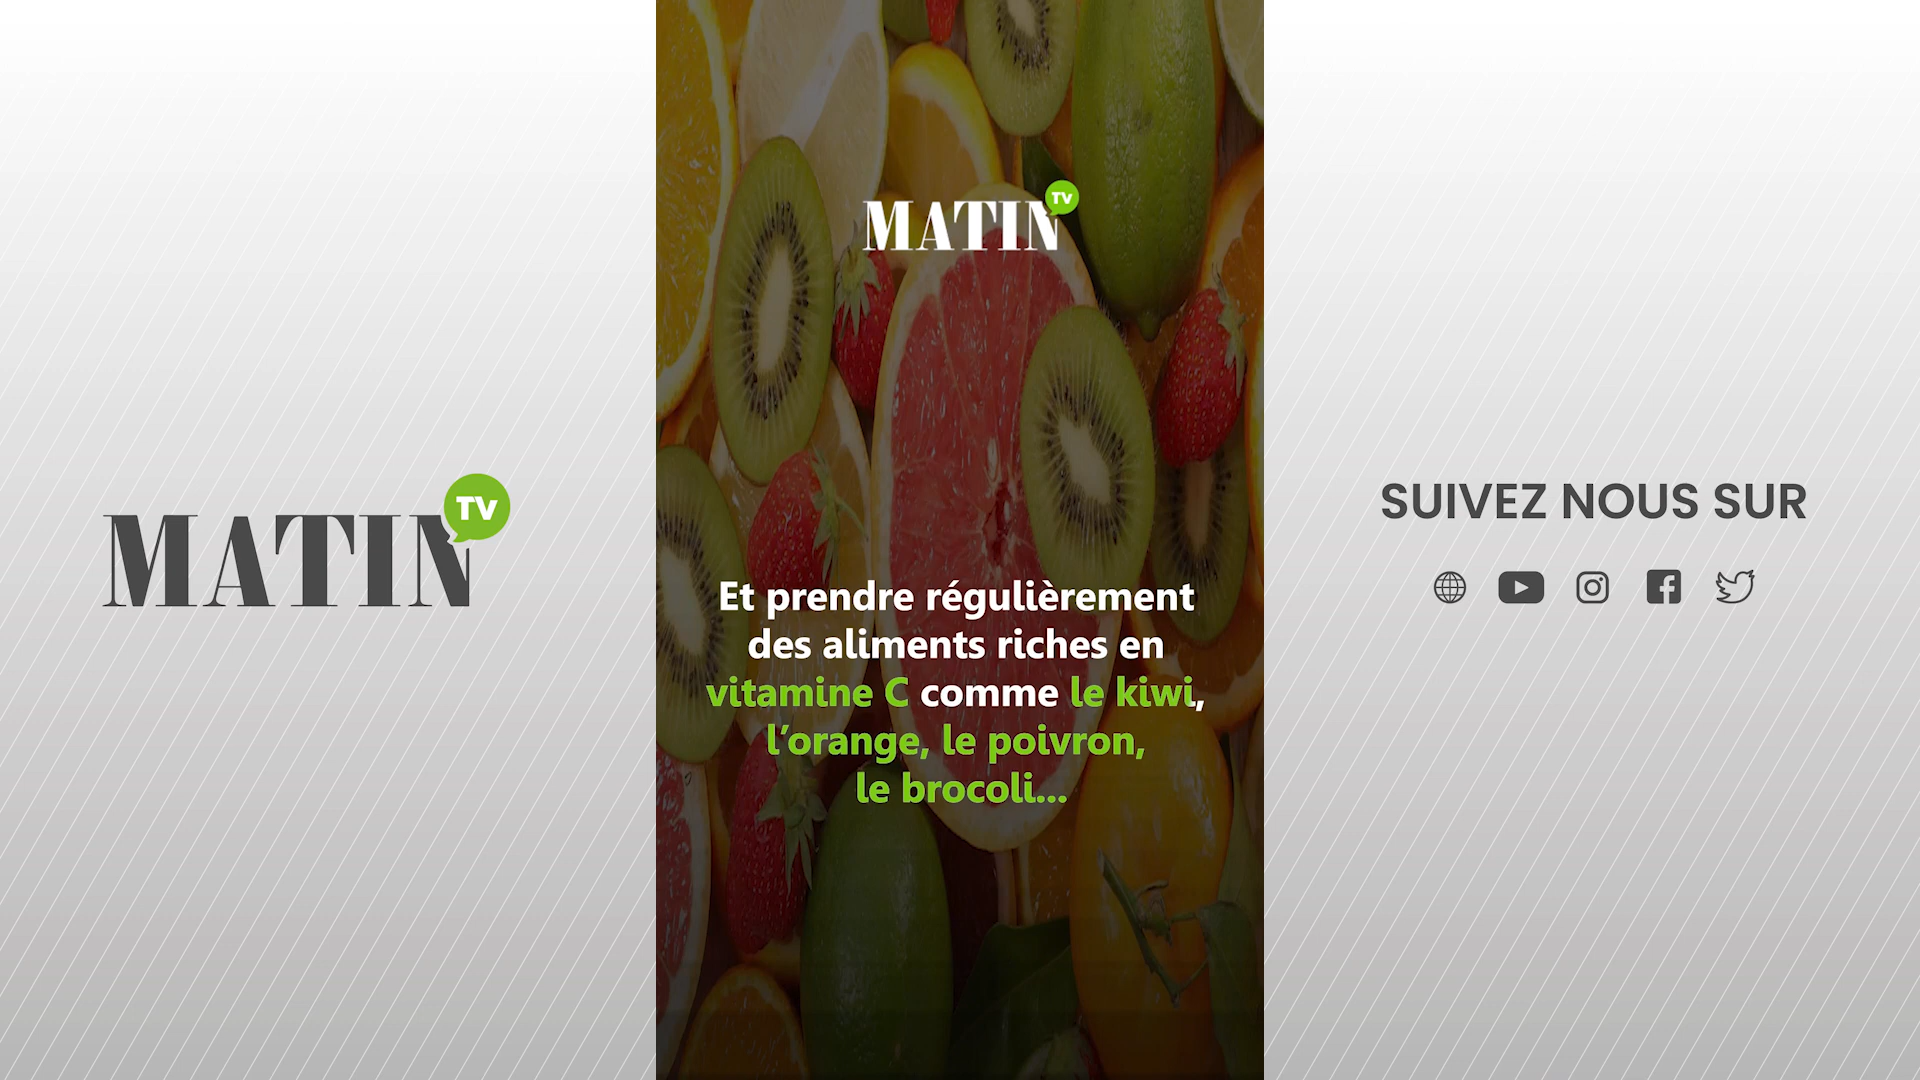 MATIN TV
MATIN TV
Et prendre régulièrement
des aliments riches en
vitamine C comme le kiwi,
l’orange, le poivron,
le brocoli...
SUIVEZ NOUS SUR